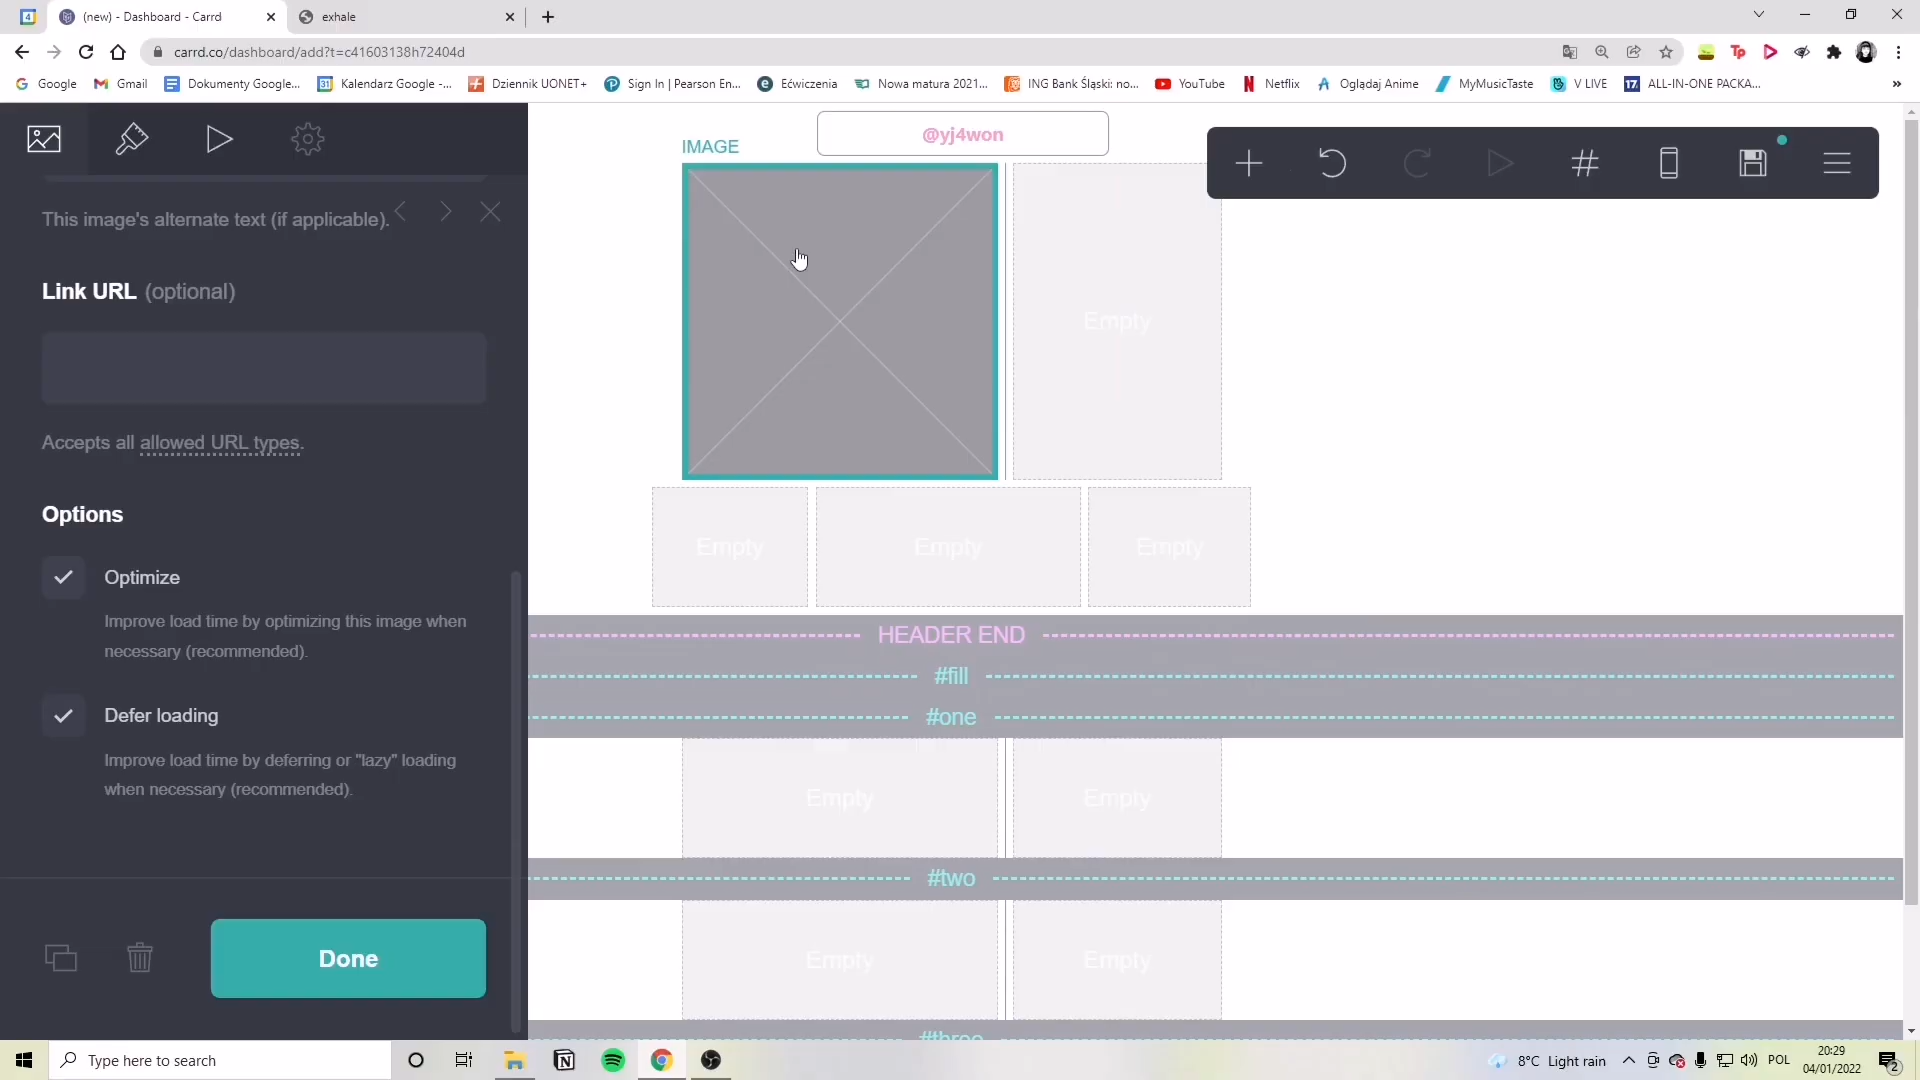 4
(new) - Dashboard - Carrd
exhale
carrd.co/dashboard/add?t=c41603138h72404d
Google
Gmail
Dokumenty Google...
Kalendarz Google -...
Dziennik UONET+
Sign In | Pearson En...
Ećwiczenia
Nowa matura 2021...
ING Bank Śląski: no...
YouTube
Netflix
Oglądaj Anime
MyMusicTaste
V LIVE
ALL-IN-ONE PACKA...
@yj4won
IMAGE
This image's alternate text (if applicable).
Link URL (optional)
Accepts all allowed URL types.
Options
Optimize
Improve load time by optimizing this image when
necessary (recommended).
Defer loading
Improve load time by deferring or "lazy" loading
when necessary (recommended).
Done
Empty
Empty
Empty
Empty
HEADER END
#fill
#one
Empty
Empty
#two
Empty
Empty
#three
Type here to search
8°C Light rain
POL
20:29
04/01/2022
2